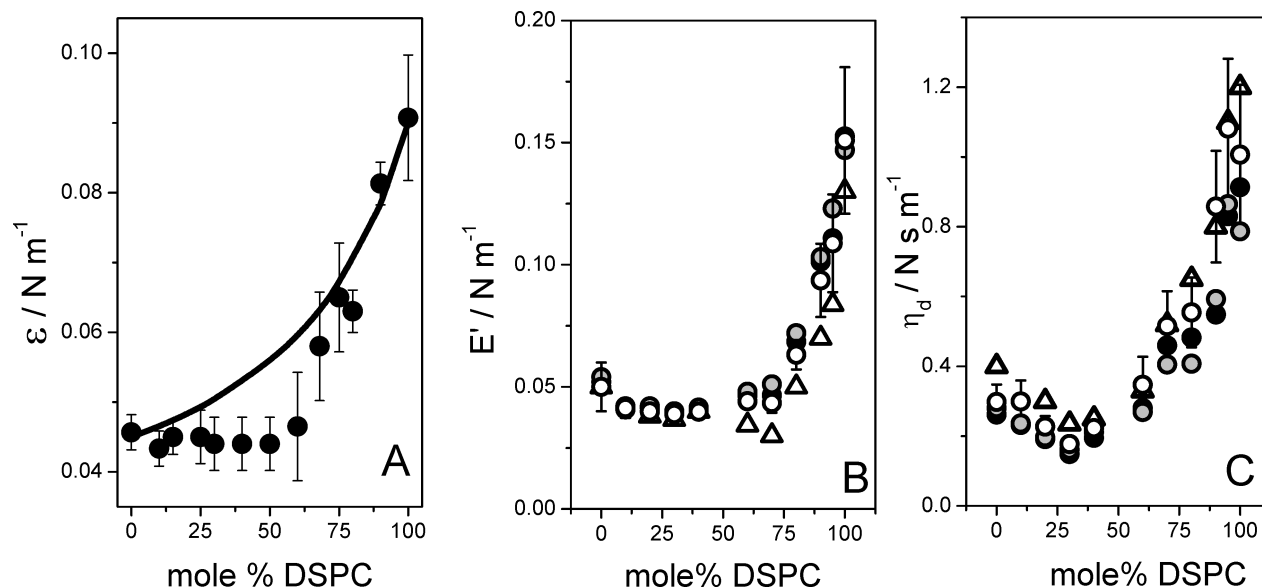 0.10
0.08
0.06
0.04
ε / N m⁻¹
0 25 50 75 100
mole % DSPC
A
0.20
0.15
0.10
0.05
0.00
E' / N m⁻¹
0 25 50 75 100
mole% DSPC
B
1.2
0.8
0.4
0.0
η_d / N s m⁻¹
0 25 50 75 100
mole% DSPC
C